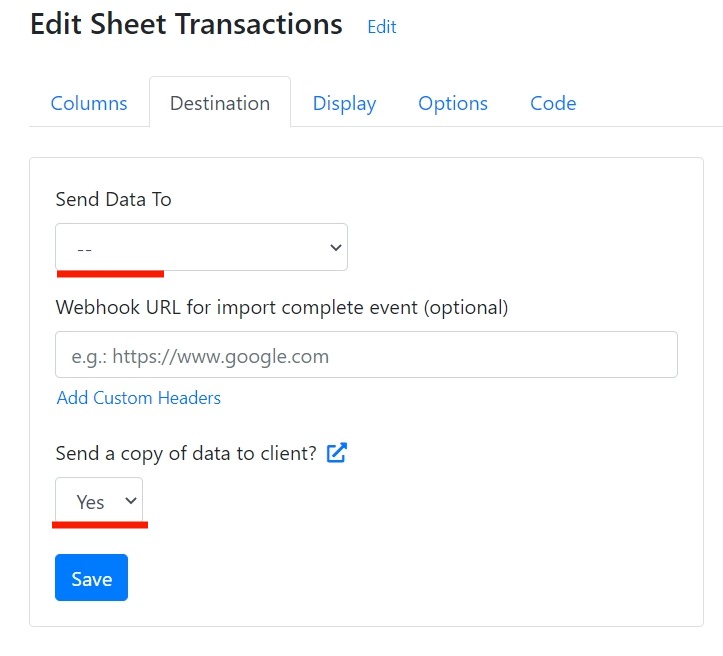 Edit Sheet Transactions Edit
Columns Destination Display Options Code
Send Data To
--
Webhook URL for import complete event (optional)
e.g.: https://www.google.com
Add Custom Headers
Send a copy of data to client?
Yes
Save